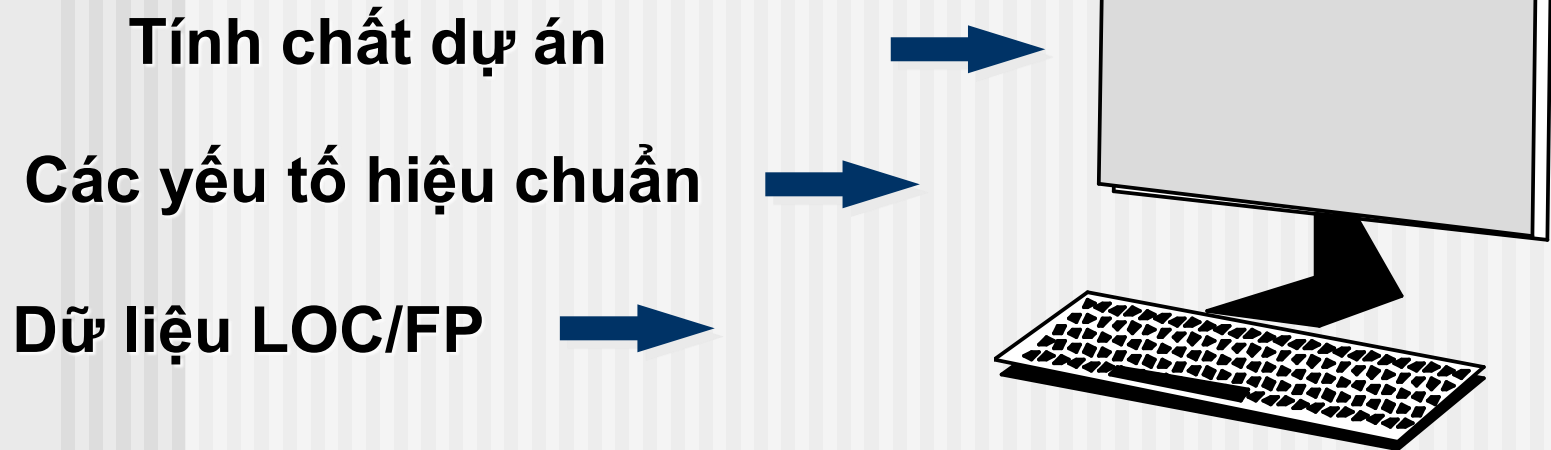 Tính chất dự án
Các yếu tố hiệu chuẩn
Dữ liệu LOC/FP